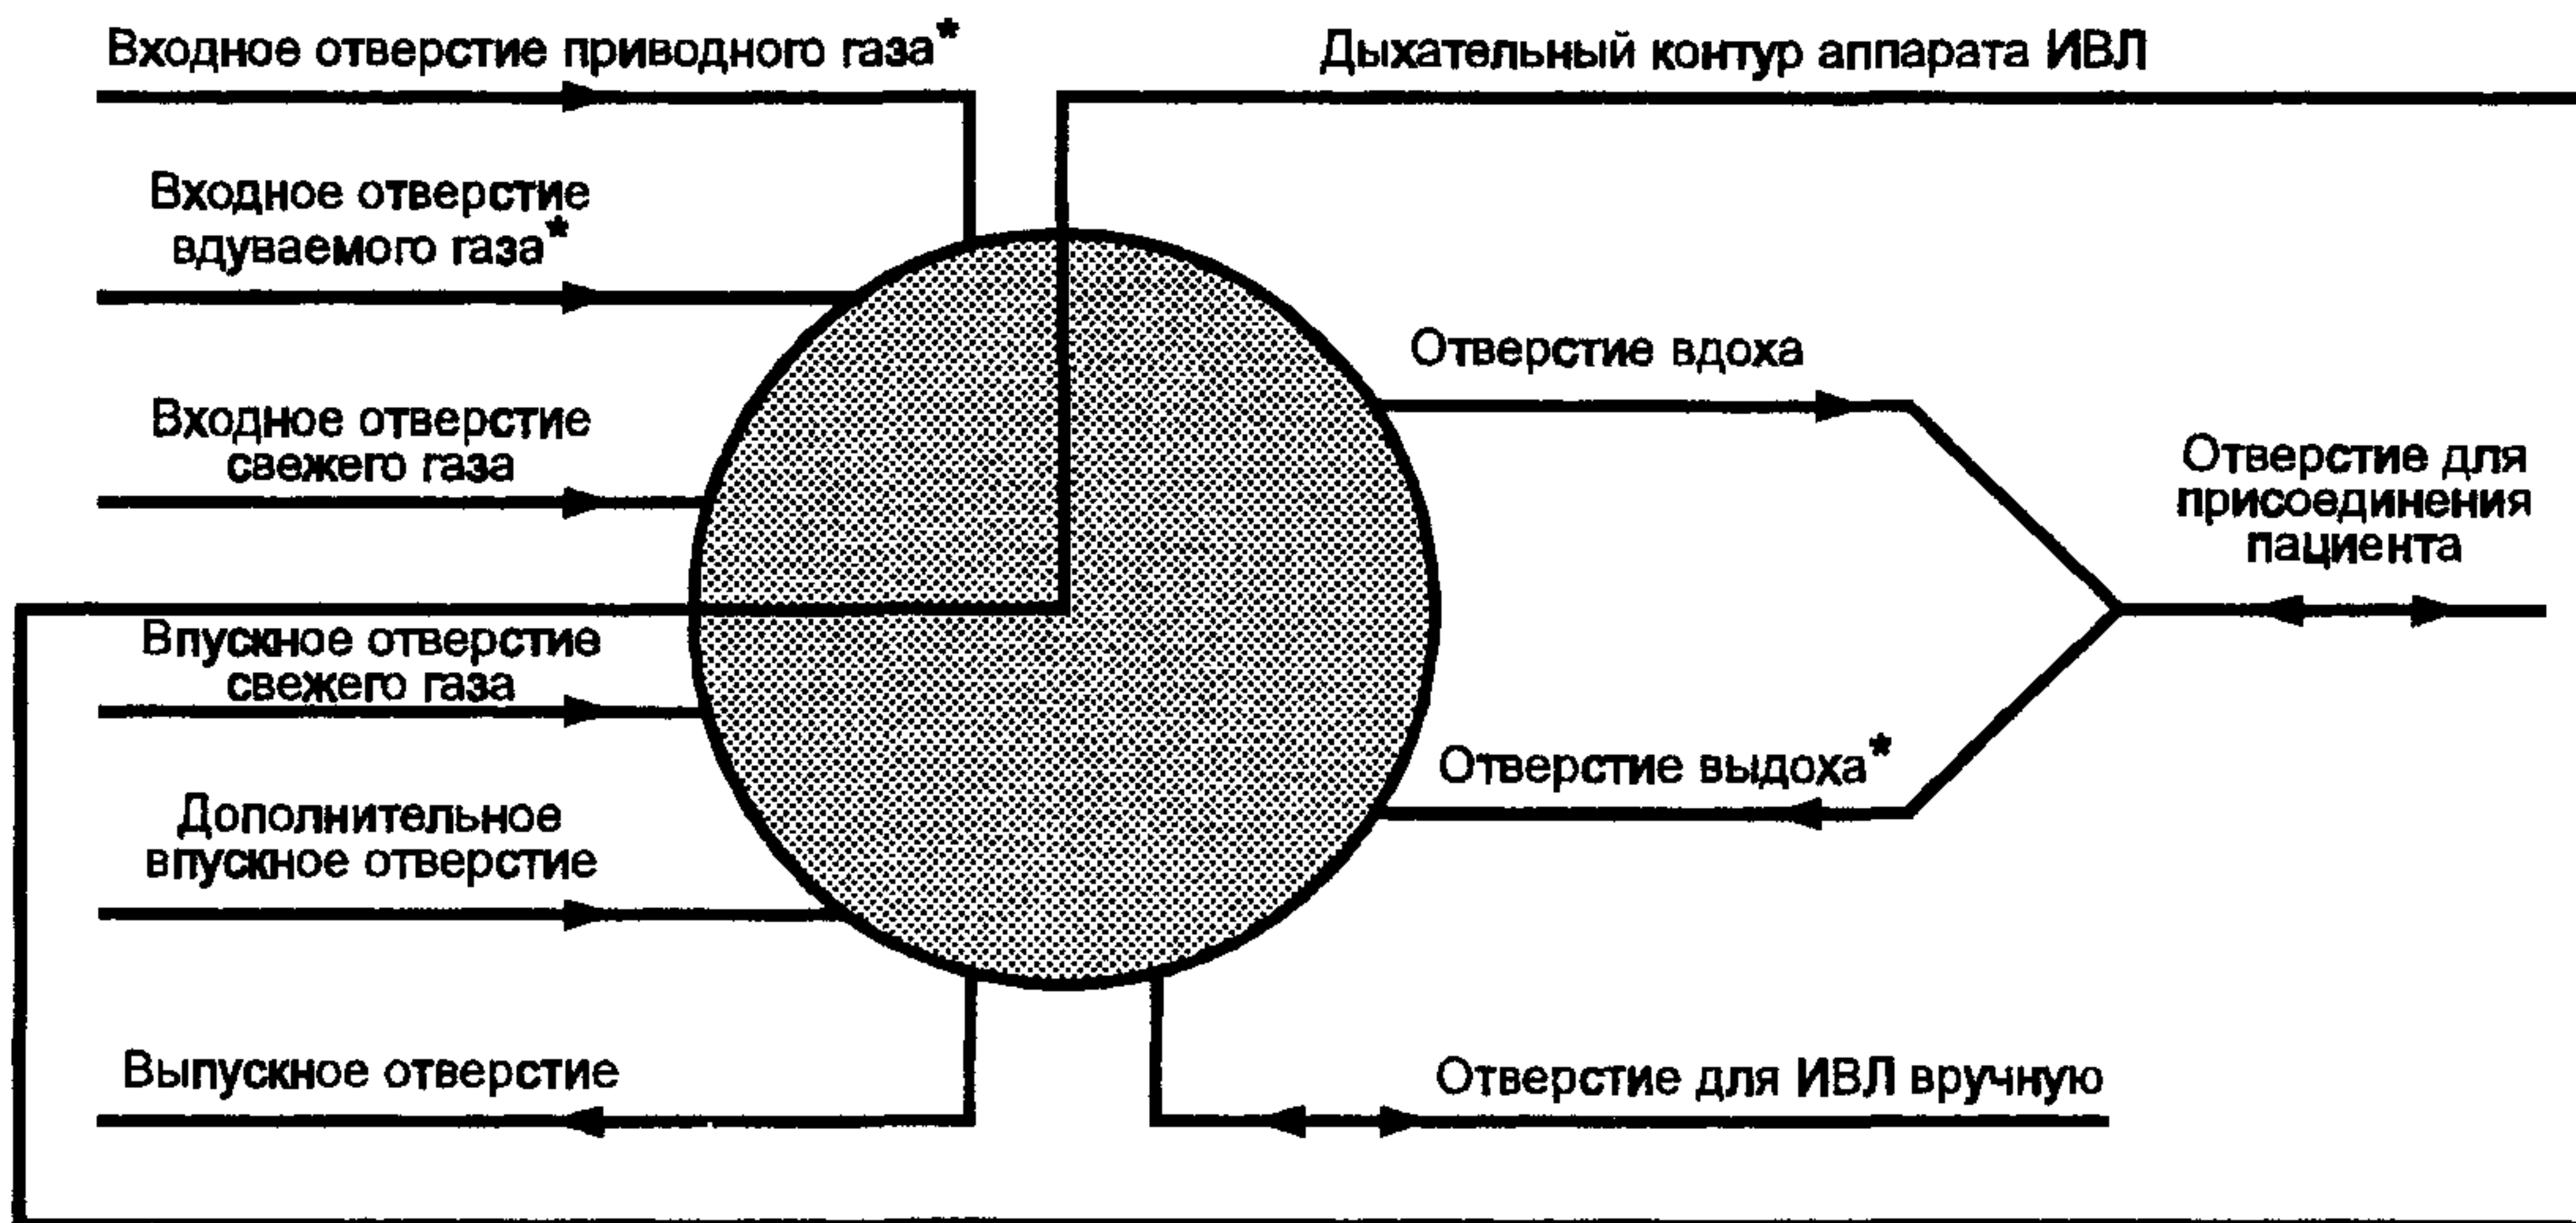 Входное отверстие приводного газа*
Дыхательный контур аппарата ИВЛ
Входное отверстие
вдуваемого газа*
Отверстие вдоха
Входное отверстие
свежего газа
Отверстие для
присоединения
пациента
Впускное отверстие
свежего газа
Отверстие выдоха*
Дополнительное
впускное отверстие
Выпускное отверстие
Отверстие для ИВЛ вручную